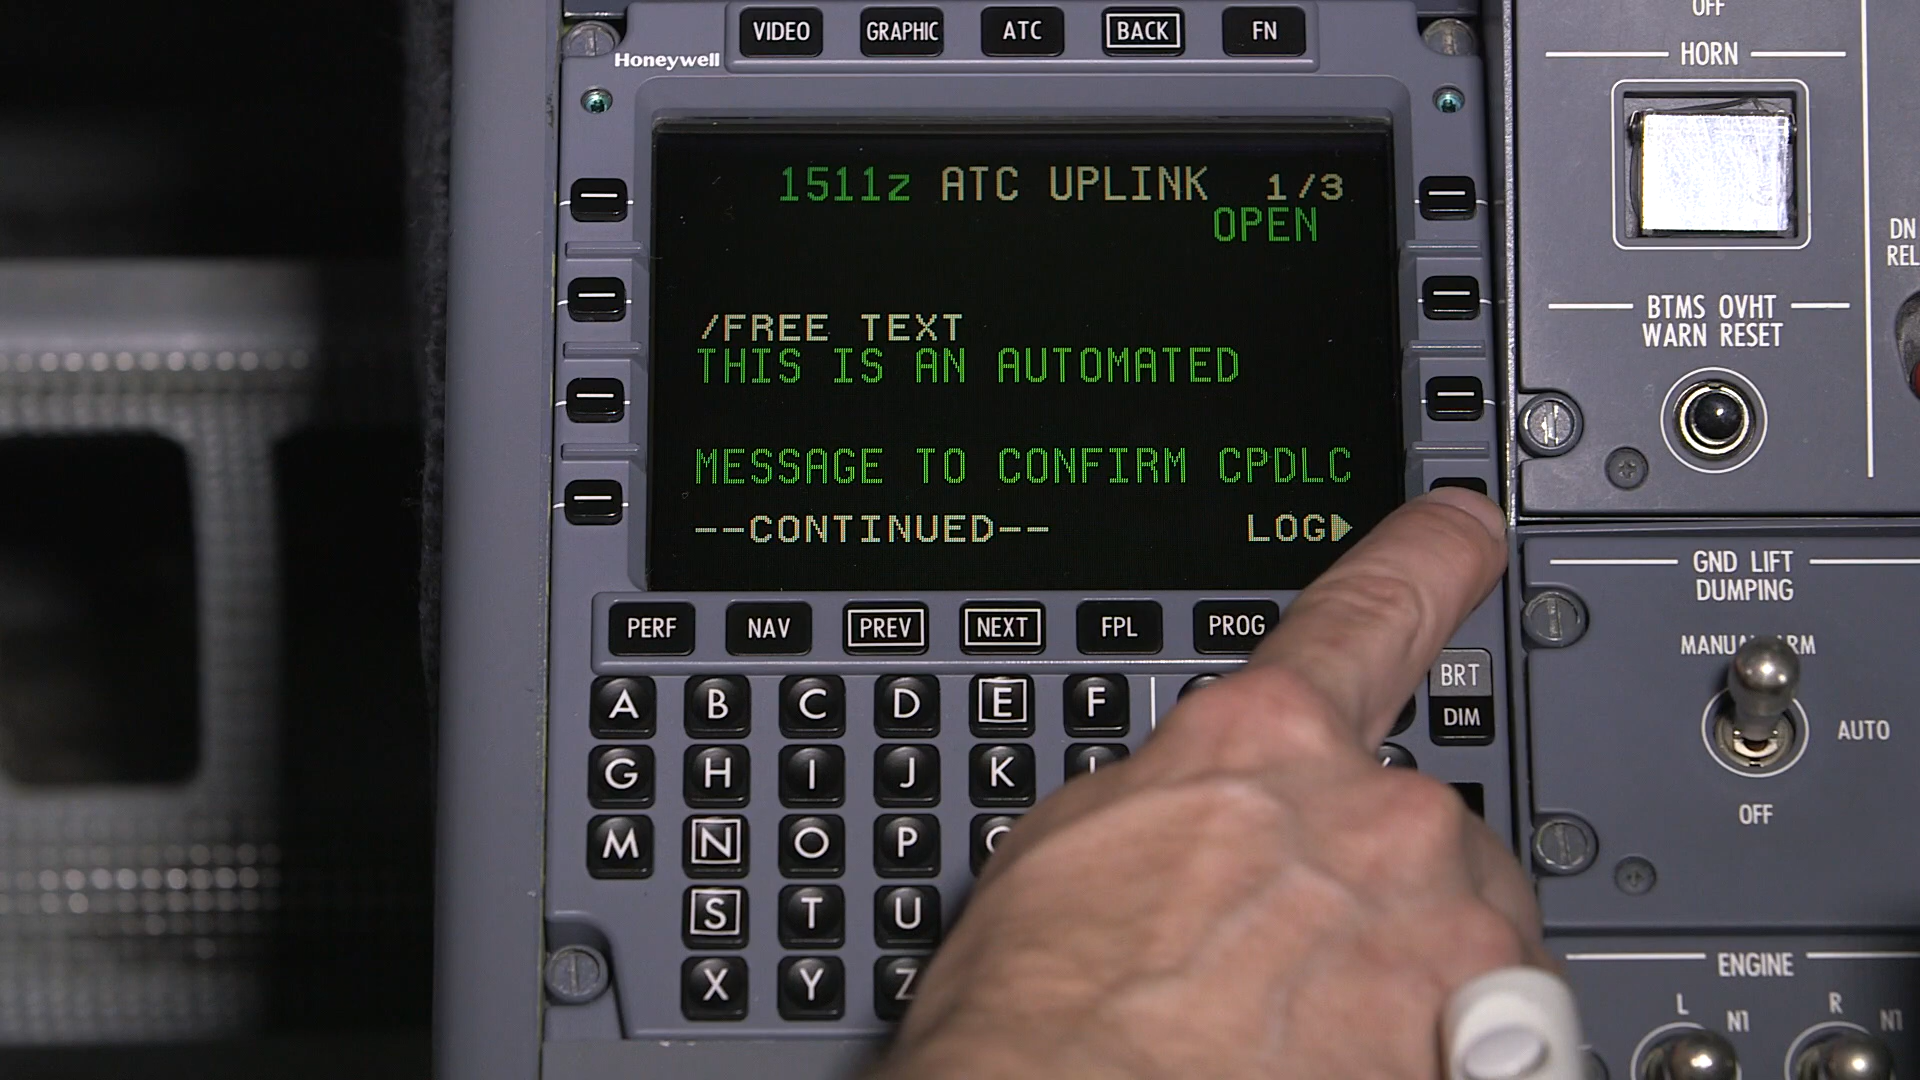 VIDEO GRAPHIC ATC BACK FN
Honeywell
1511z ATC UPLINK 1/3
OPEN
/FREE TEXT
THIS IS AN AUTOMATED
MESSAGE TO CONFIRM CPDLC
--CONTINUED-- LOG
PERF NAV PREV NEXT FPL PROG
BRT
DIM
A B C D E F
G H I J K
M N O P
S T U
X Y Z
OFF
HORN
DN
REL
BTMS OVHT
WARN RESET
GND LIFT
DUMPING
MANUAL ARM
AUTO
OFF
ENGINE
L N1 R N1